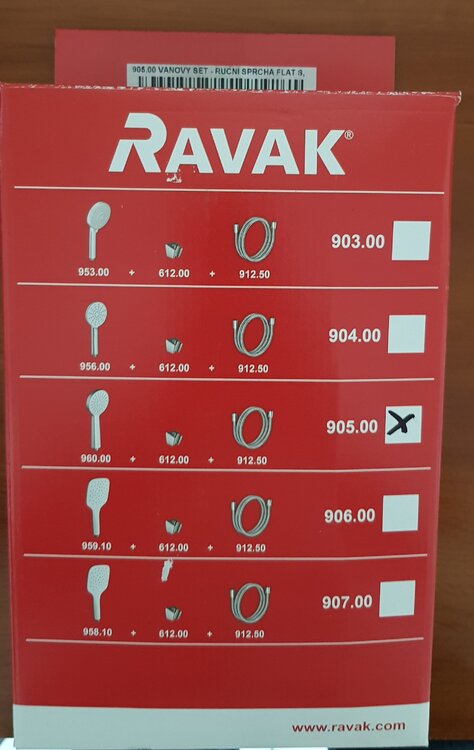 905.00 VANOVY SET - RUCNI SPRCHA FLAT S,
RAVAK®
903.00
953.00 + 612.00 + 912.50
904.00
956.00 + 612.00 + 912.50
905.00 X
960.00 + 612.00 + 912.50
906.00
959.10 + 612.00 + 912.50
907.00
958.10 + 612.00 + 912.50
www.ravak.com